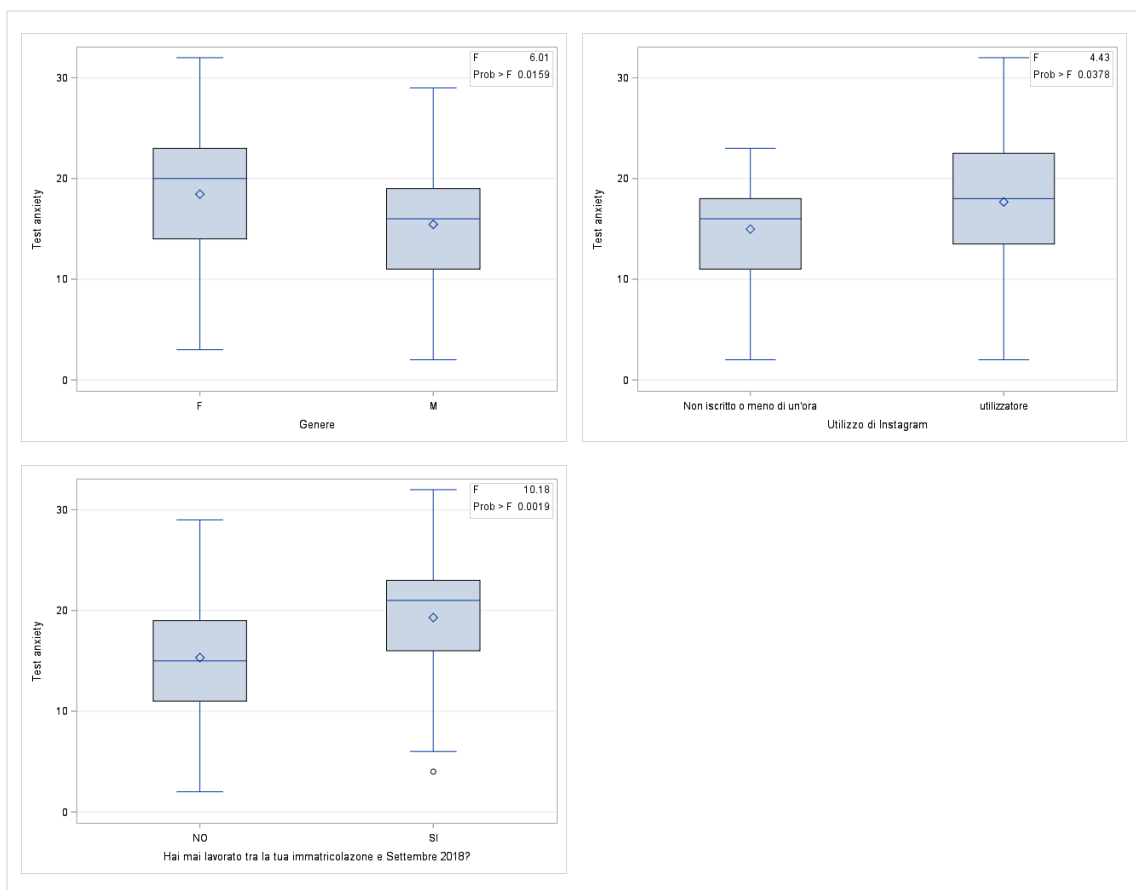 F 6.01
Prob > F 0.0159
30
20
10
0
Test anxiety
F M
Genere
F 4.43
Prob > F 0.0378
30
20
10
0
Test anxiety
Non iscritto o meno di un'ora utilizzatore
Utilizzo di Instagram
F 10.18
Prob > F 0.0019
30
20
10
0
Test anxiety
NO SI
Hai mai lavorato tra la tua immatricolazone e Settembre 2018?